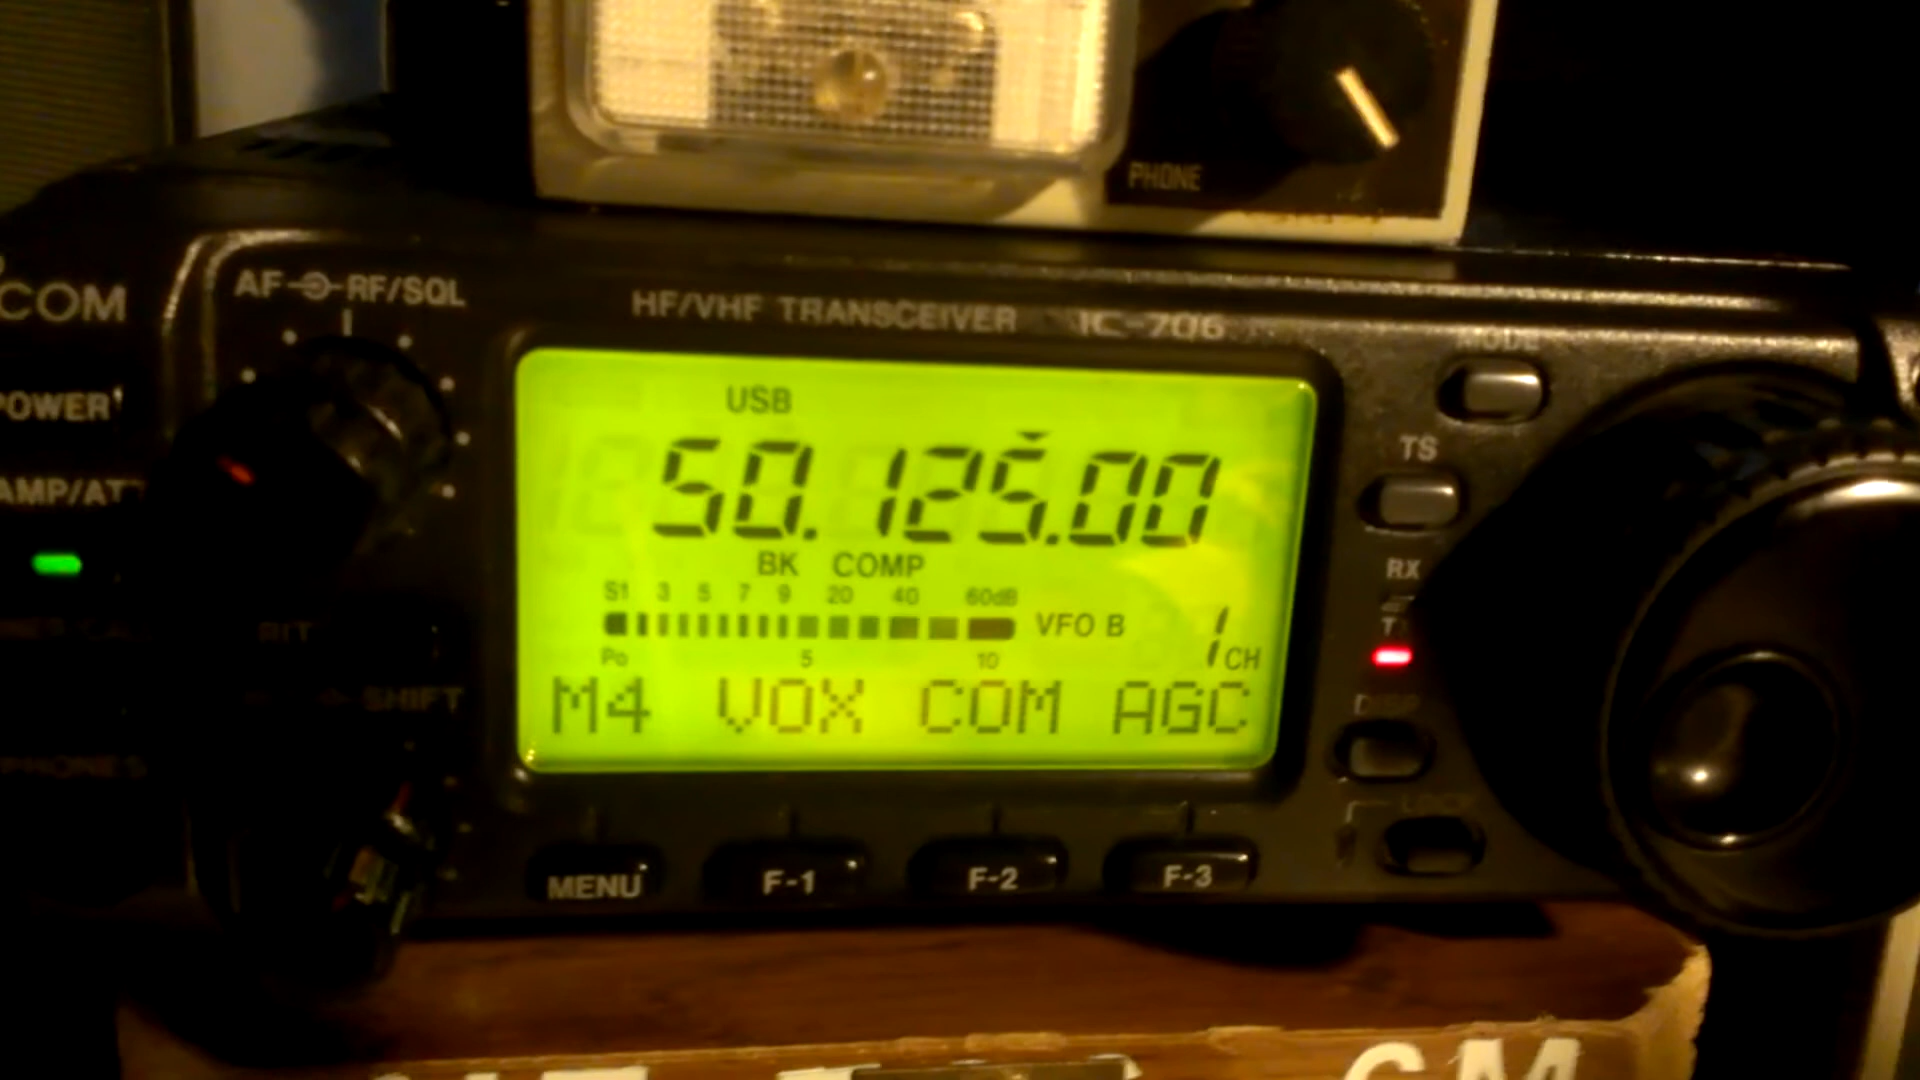 PHONE
COM
AF RF/SQL
HF/VHF TRANSCEIVER IC-706
MODE
POWER
AMP/ATT
USB
50.125.00
TS
BK COMP
S1 3 5 7 9 20 40 60dB
VFO B 1 CH
Po 5 10
RX
RIT
SHIFT
M4 VOX COM AGC
PHONES
LOCK
MENU F-1 F-2 F-3